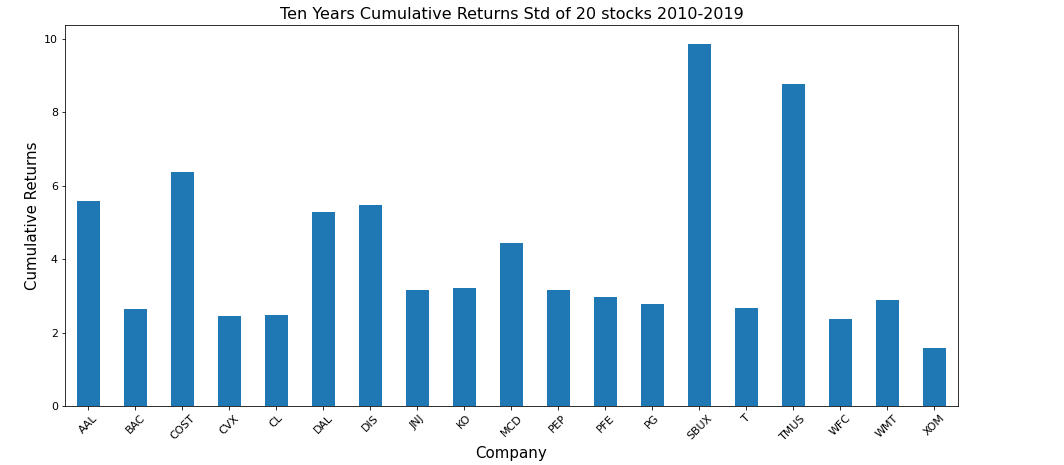 Ten Years Cumulative Returns Std of 20 stocks 2010-2019
Cumulative Returns
10
8
6
4
2
0
AAL BAC COST CVX CL DAL DIS JNJ KO MCD PEP PFE PG SBUX T TMUS WFC WMT XOM
Company